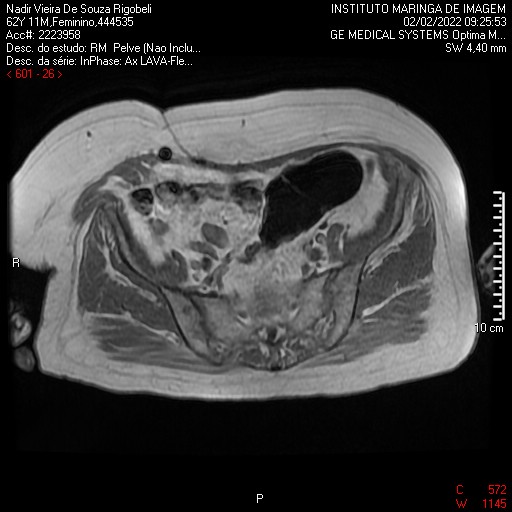 Nadir Vieira De Souza Rigobeli
62Y 11M,Feminino,444535
Acc#: 2223958
Desc. do estudo: RM Pelve (Nao Inclu...
Desc. da série: InPhase: Ax LAVA-Fle...
< 601 - 26 >
INSTITUTO MARINGA DE IMAGEM
02/02/2022 09:25:53
GE MEDICAL SYSTEMS Optima M...
SW 4,40 mm
R
10 cm
P
C 572
W 1145